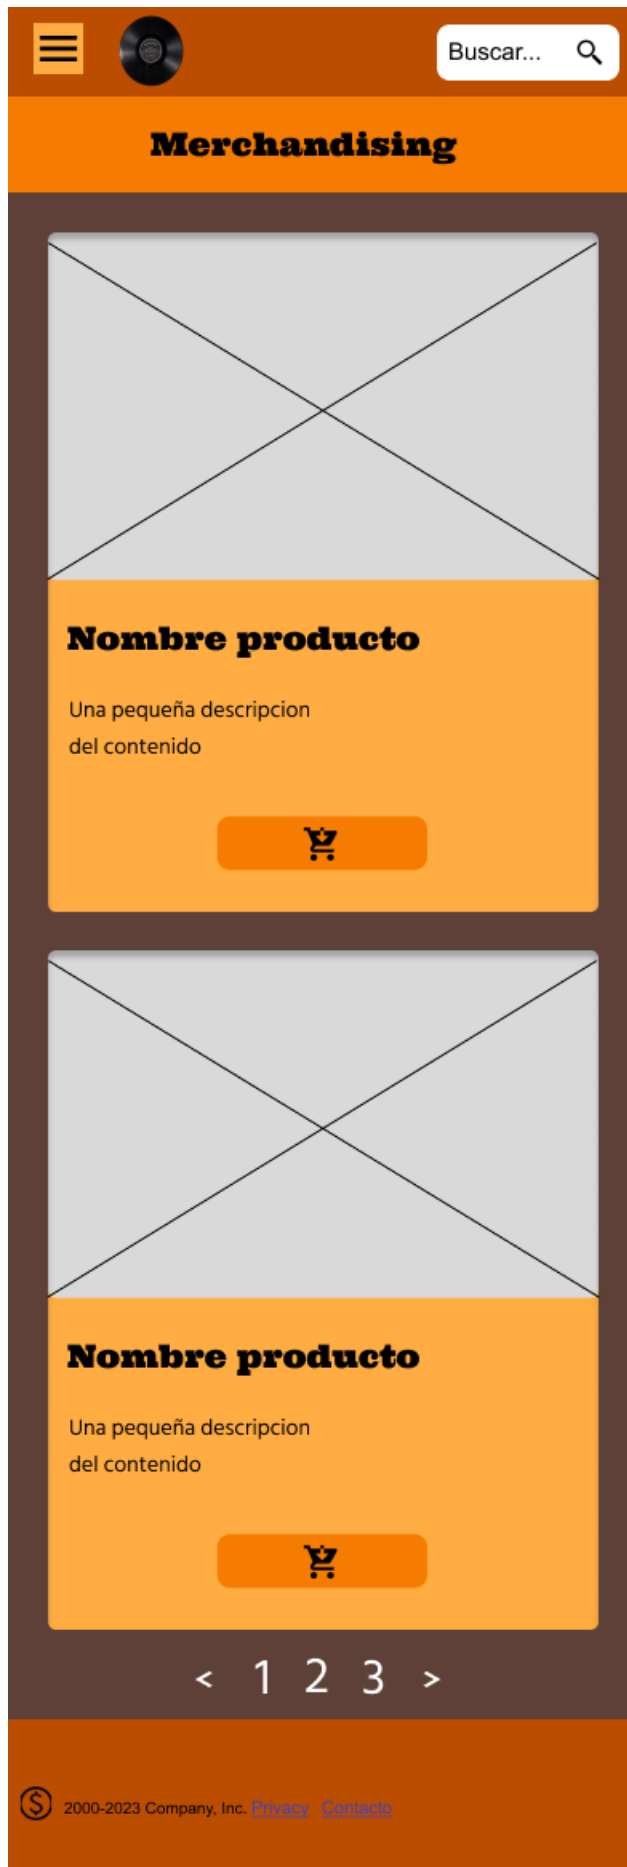 Buscar...
Merchandising
Nombre producto
Una pequeña descripcion
del contenido
Nombre producto
Una pequeña descripcion
del contenido
< 1 2 3 >
2000-2023 Company, Inc. Privacy Contacto